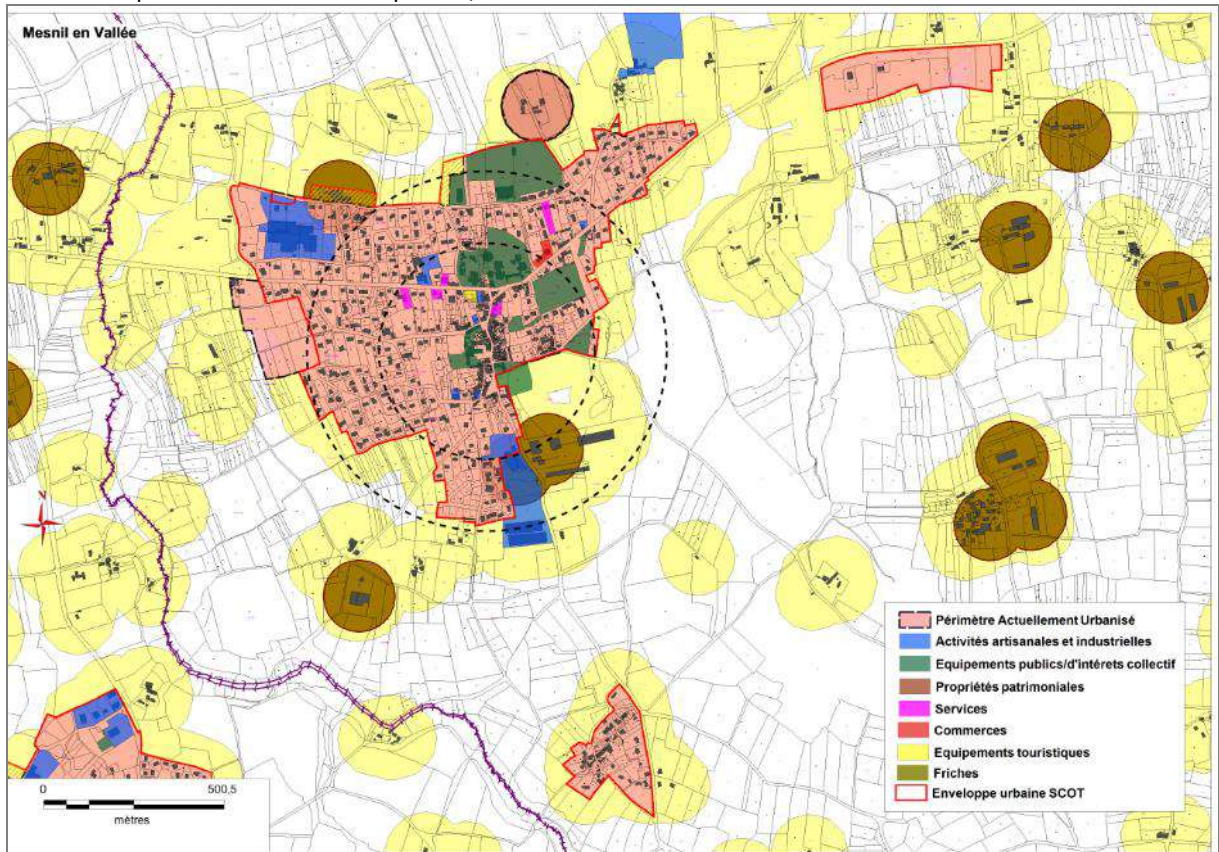 Mesnil en Vallée
N
Périmètre Actuellement Urbanisé
Activités artisanales et industrielles
Equipements publics/d'intérets collectif
Propriétés patrimoniales
Services
Commerces
Equipements touristiques
Friches
Enveloppe urbaine SCOT
0 500,5
mètres